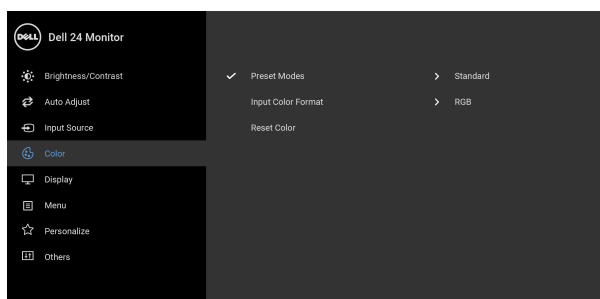 DELL Dell 24 Monitor
Brightness/Contrast Preset Modes Standard
Auto Adjust Input Color Format RGB
Input Source Reset Color
Color
Display
Menu
Personalize
Others